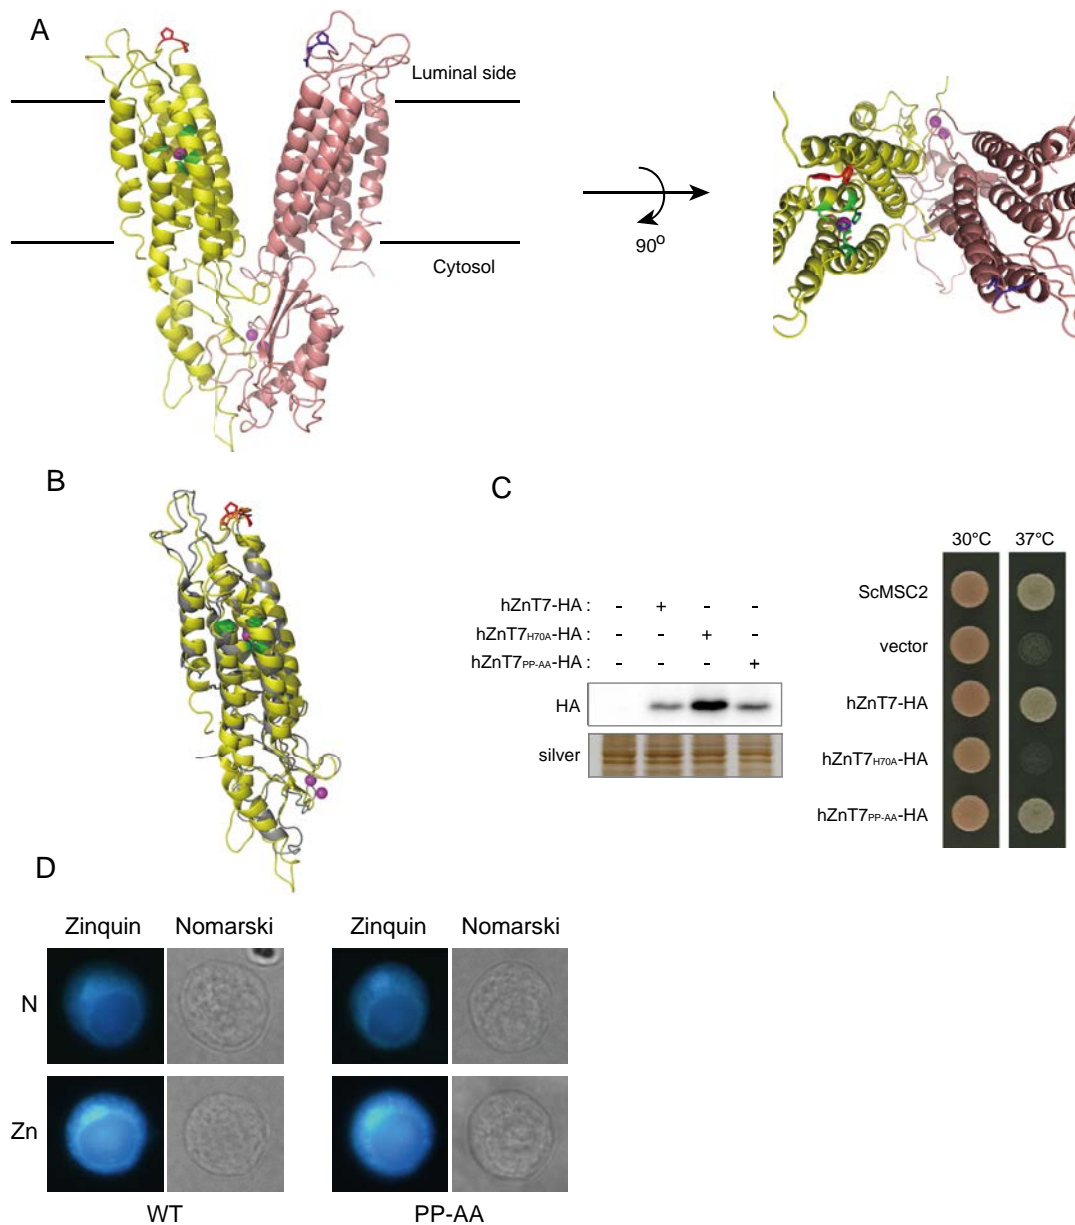 A
Luminal side
Cytosol
90o
B
C
hZnT7-HA : - + - -
hZnT7H70A-HA : - - + -
hZnT7PP-AA-HA : - - - +
HA
silver
30°C 37°C
ScMSC2
vector
hZnT7-HA
hZnT7H70A-HA
hZnT7PP-AA-HA
D
Zinquin Nomarski Zinquin Nomarski
N
Zn
WT PP-AA